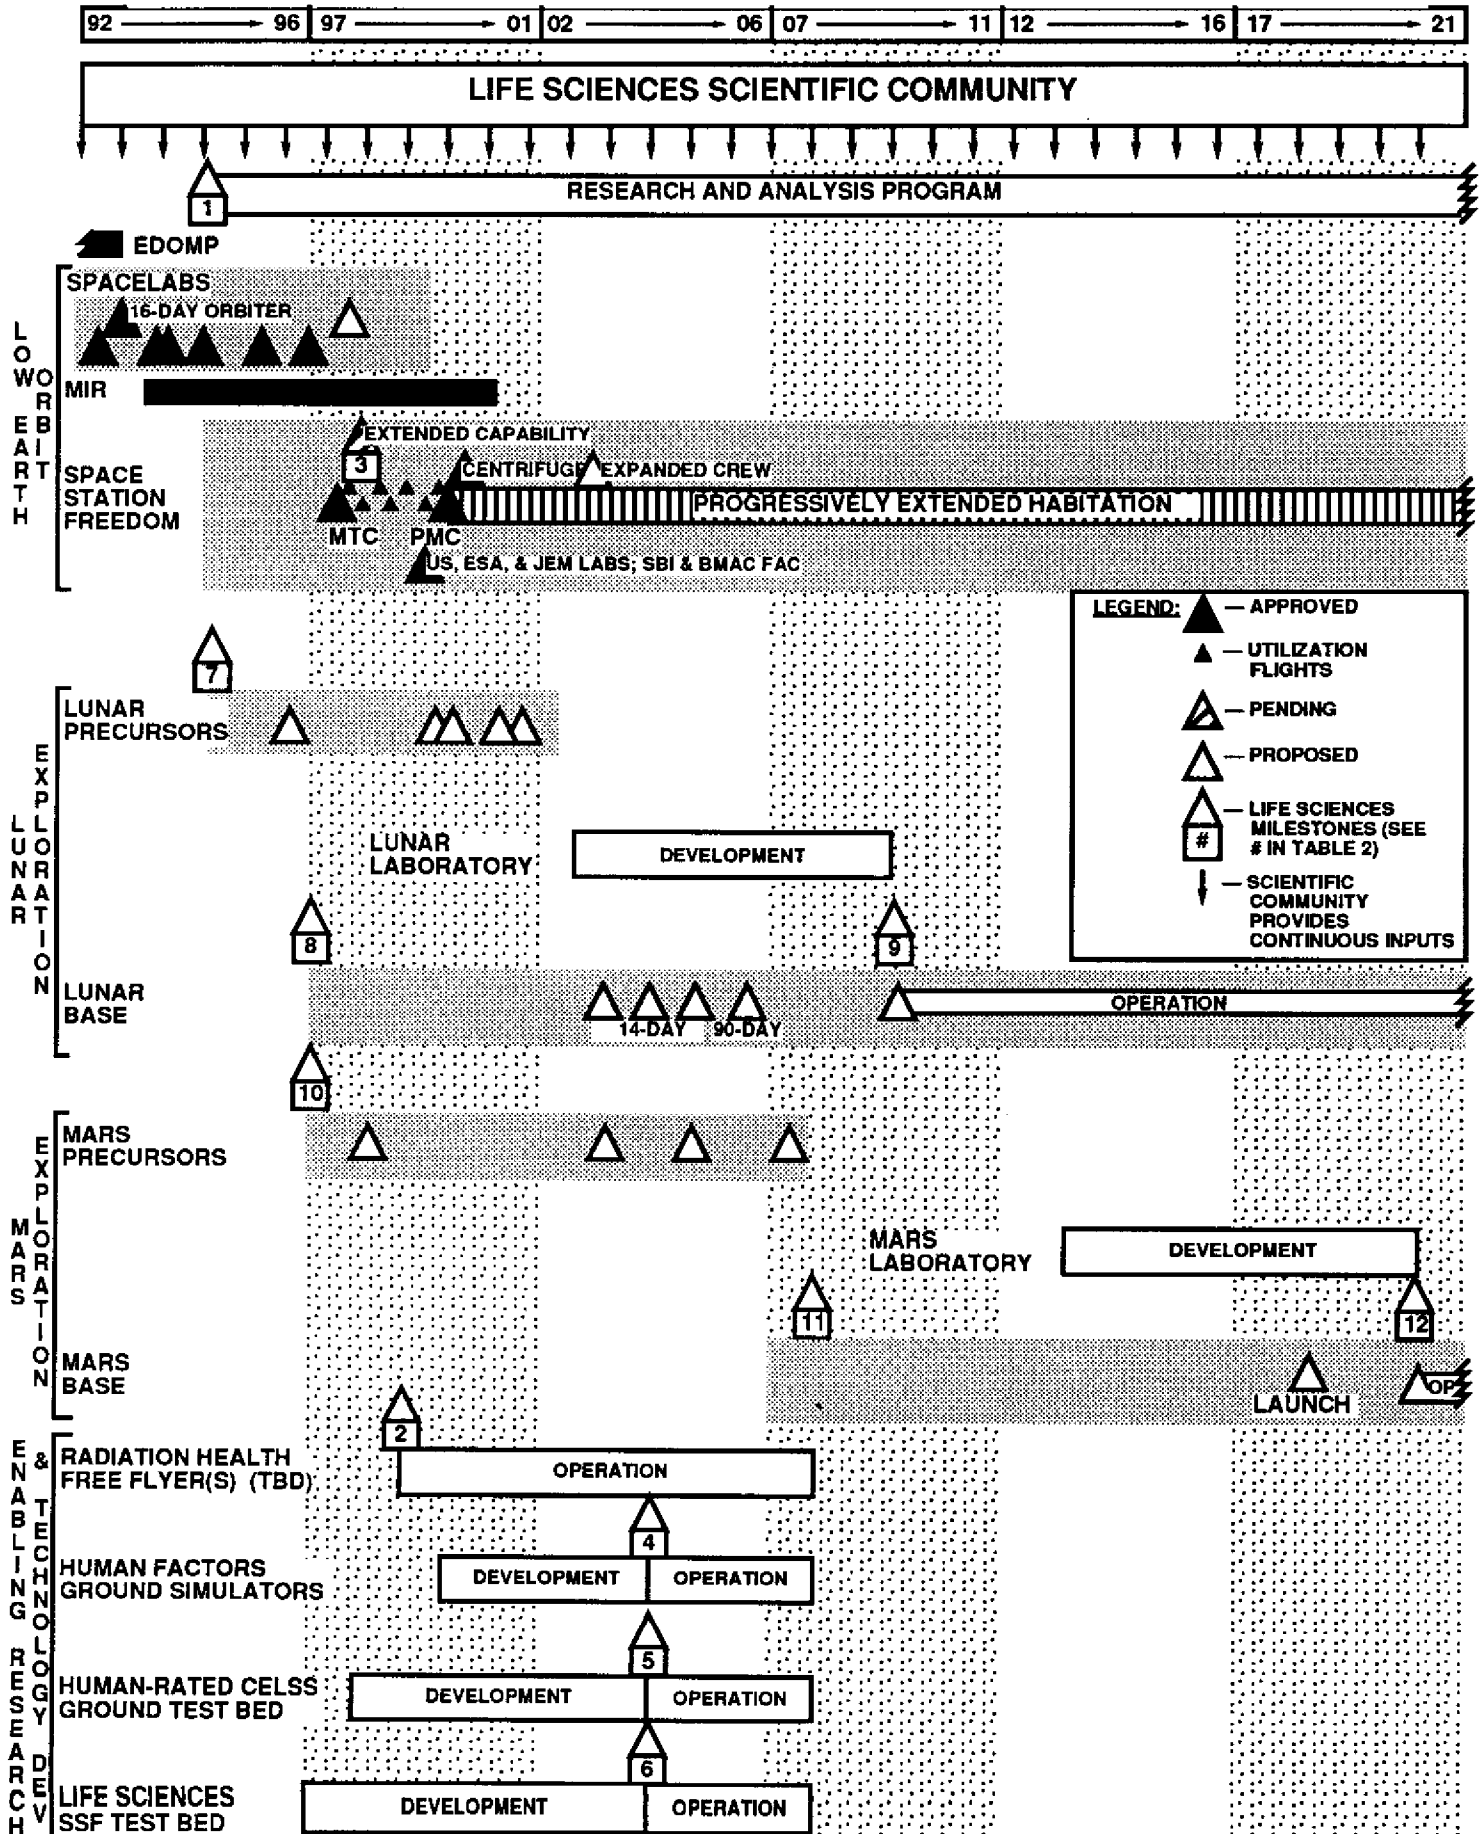 92 96 97 01 02 06 07 11 12 16 17 21
LIFE SCIENCES SCIENTIFIC COMMUNITY
RESEARCH AND ANALYSIS PROGRAM
1
EDOMP
LOW EARTH
ORBIT
SPACELABS
16-DAY ORBITER
MIR
EXTENDED CAPABILITY
3
CENTRIFUGE EXPANDED CREW
SPACE
STATION
FREEDOM
PROGRESSIVELY EXTENDED HABITATION
MTC PMC
US, ESA, & JEM LABS; SBI & BMAC FAC
LEGEND:
— APPROVED
— UTILIZATION
FLIGHTS
— PENDING
— PROPOSED
— LIFE SCIENCES
MILESTONES (SEE
# IN TABLE 2)
#
— SCIENTIFIC
COMMUNITY
PROVIDES
CONTINUOUS INPUTS
7
LUNAR
EXPLORATION
LUNAR
PRECURSORS
LUNAR
LABORATORY
DEVELOPMENT
8
9
LUNAR
BASE
14-DAY 90-DAY
OPERATION
10
MARS
EXPLORATION
MARS
PRECURSORS
MARS
LABORATORY
DEVELOPMENT
11
12
MARS
BASE
LAUNCH
OP
2
ENABLING RESEARCH
& TECHNOLOGY DEV
RADIATION HEALTH
FREE FLYER(S) (TBD)
OPERATION
4
HUMAN FACTORS
GROUND SIMULATORS
DEVELOPMENT OPERATION
5
HUMAN-RATED CELSS
GROUND TEST BED
DEVELOPMENT OPERATION
6
LIFE SCIENCES
SSF TEST BED
DEVELOPMENT OPERATION